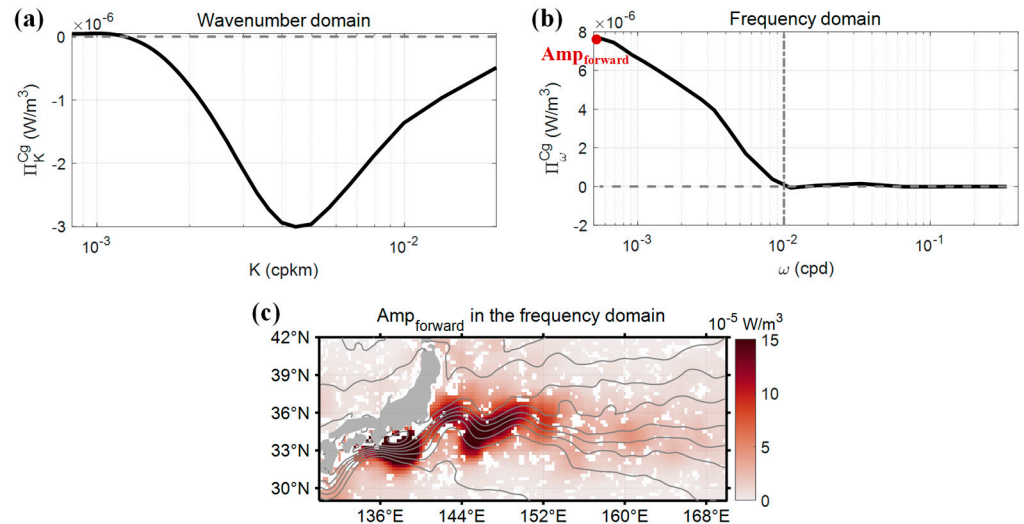 (a)
Wavenumber domain
×10⁻⁶
0
-1
-2
-3
Π_K^Cg (W/m³)
10⁻³
10⁻²
K (cpkm)
(b)
Frequency domain
×10⁻⁶
8
6
4
2
0
-2
Amp_forward
Π_ω^Cg (W/m³)
10⁻³
10⁻²
10⁻¹
ω (cpd)
(c)
Amp_forward in the frequency domain
10⁻⁵ W/m³
42°N
39°N
36°N
33°N
30°N
136°E
144°E
152°E
160°E
168°E
15
10
5
0